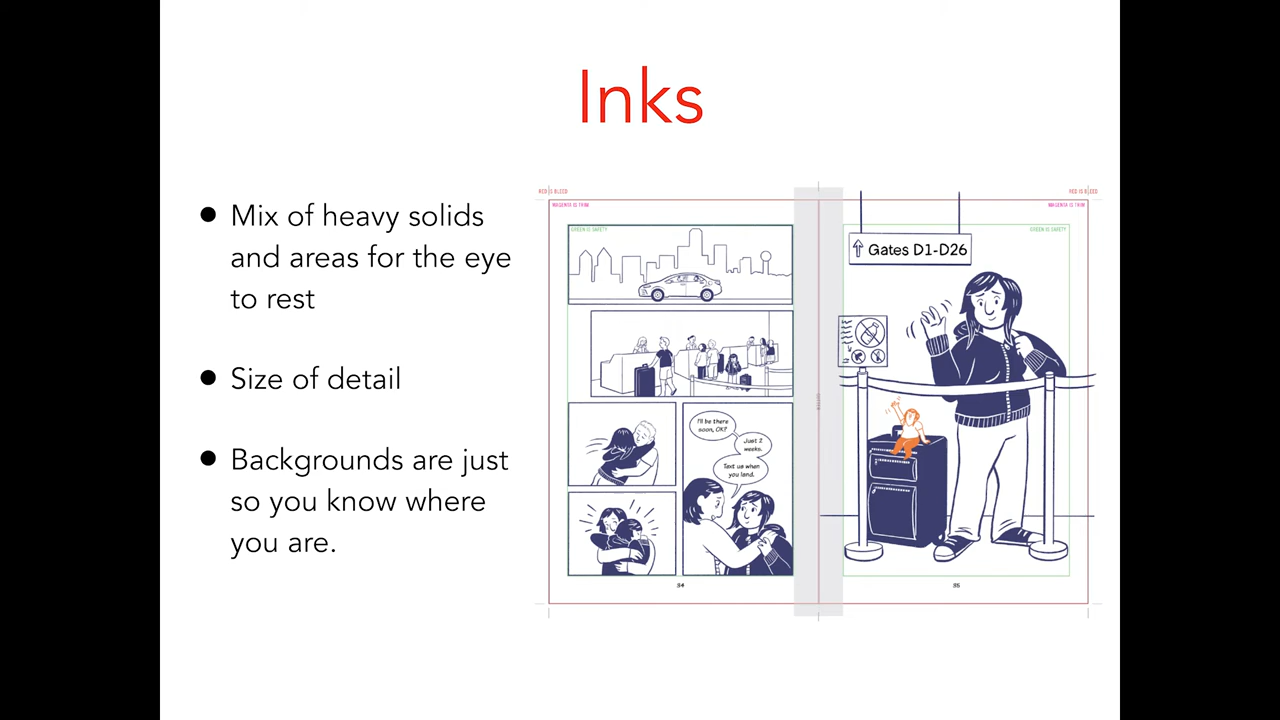 Inks
Mix of heavy solids
and areas for the eye
to rest
Size of detail
Backgrounds are just
so you know where
you are.
RED IS BLEED
MAGENTA IS TRIM
GREEN IS SAFETY
I'll be there
soon, OK?
Just 2
weeks.
Text us when
you land.
54
GUTTER
RED IS BLEED
MAGENTA IS TRIM
GREEN IS SAFETY
↑ Gates D1-D26
55